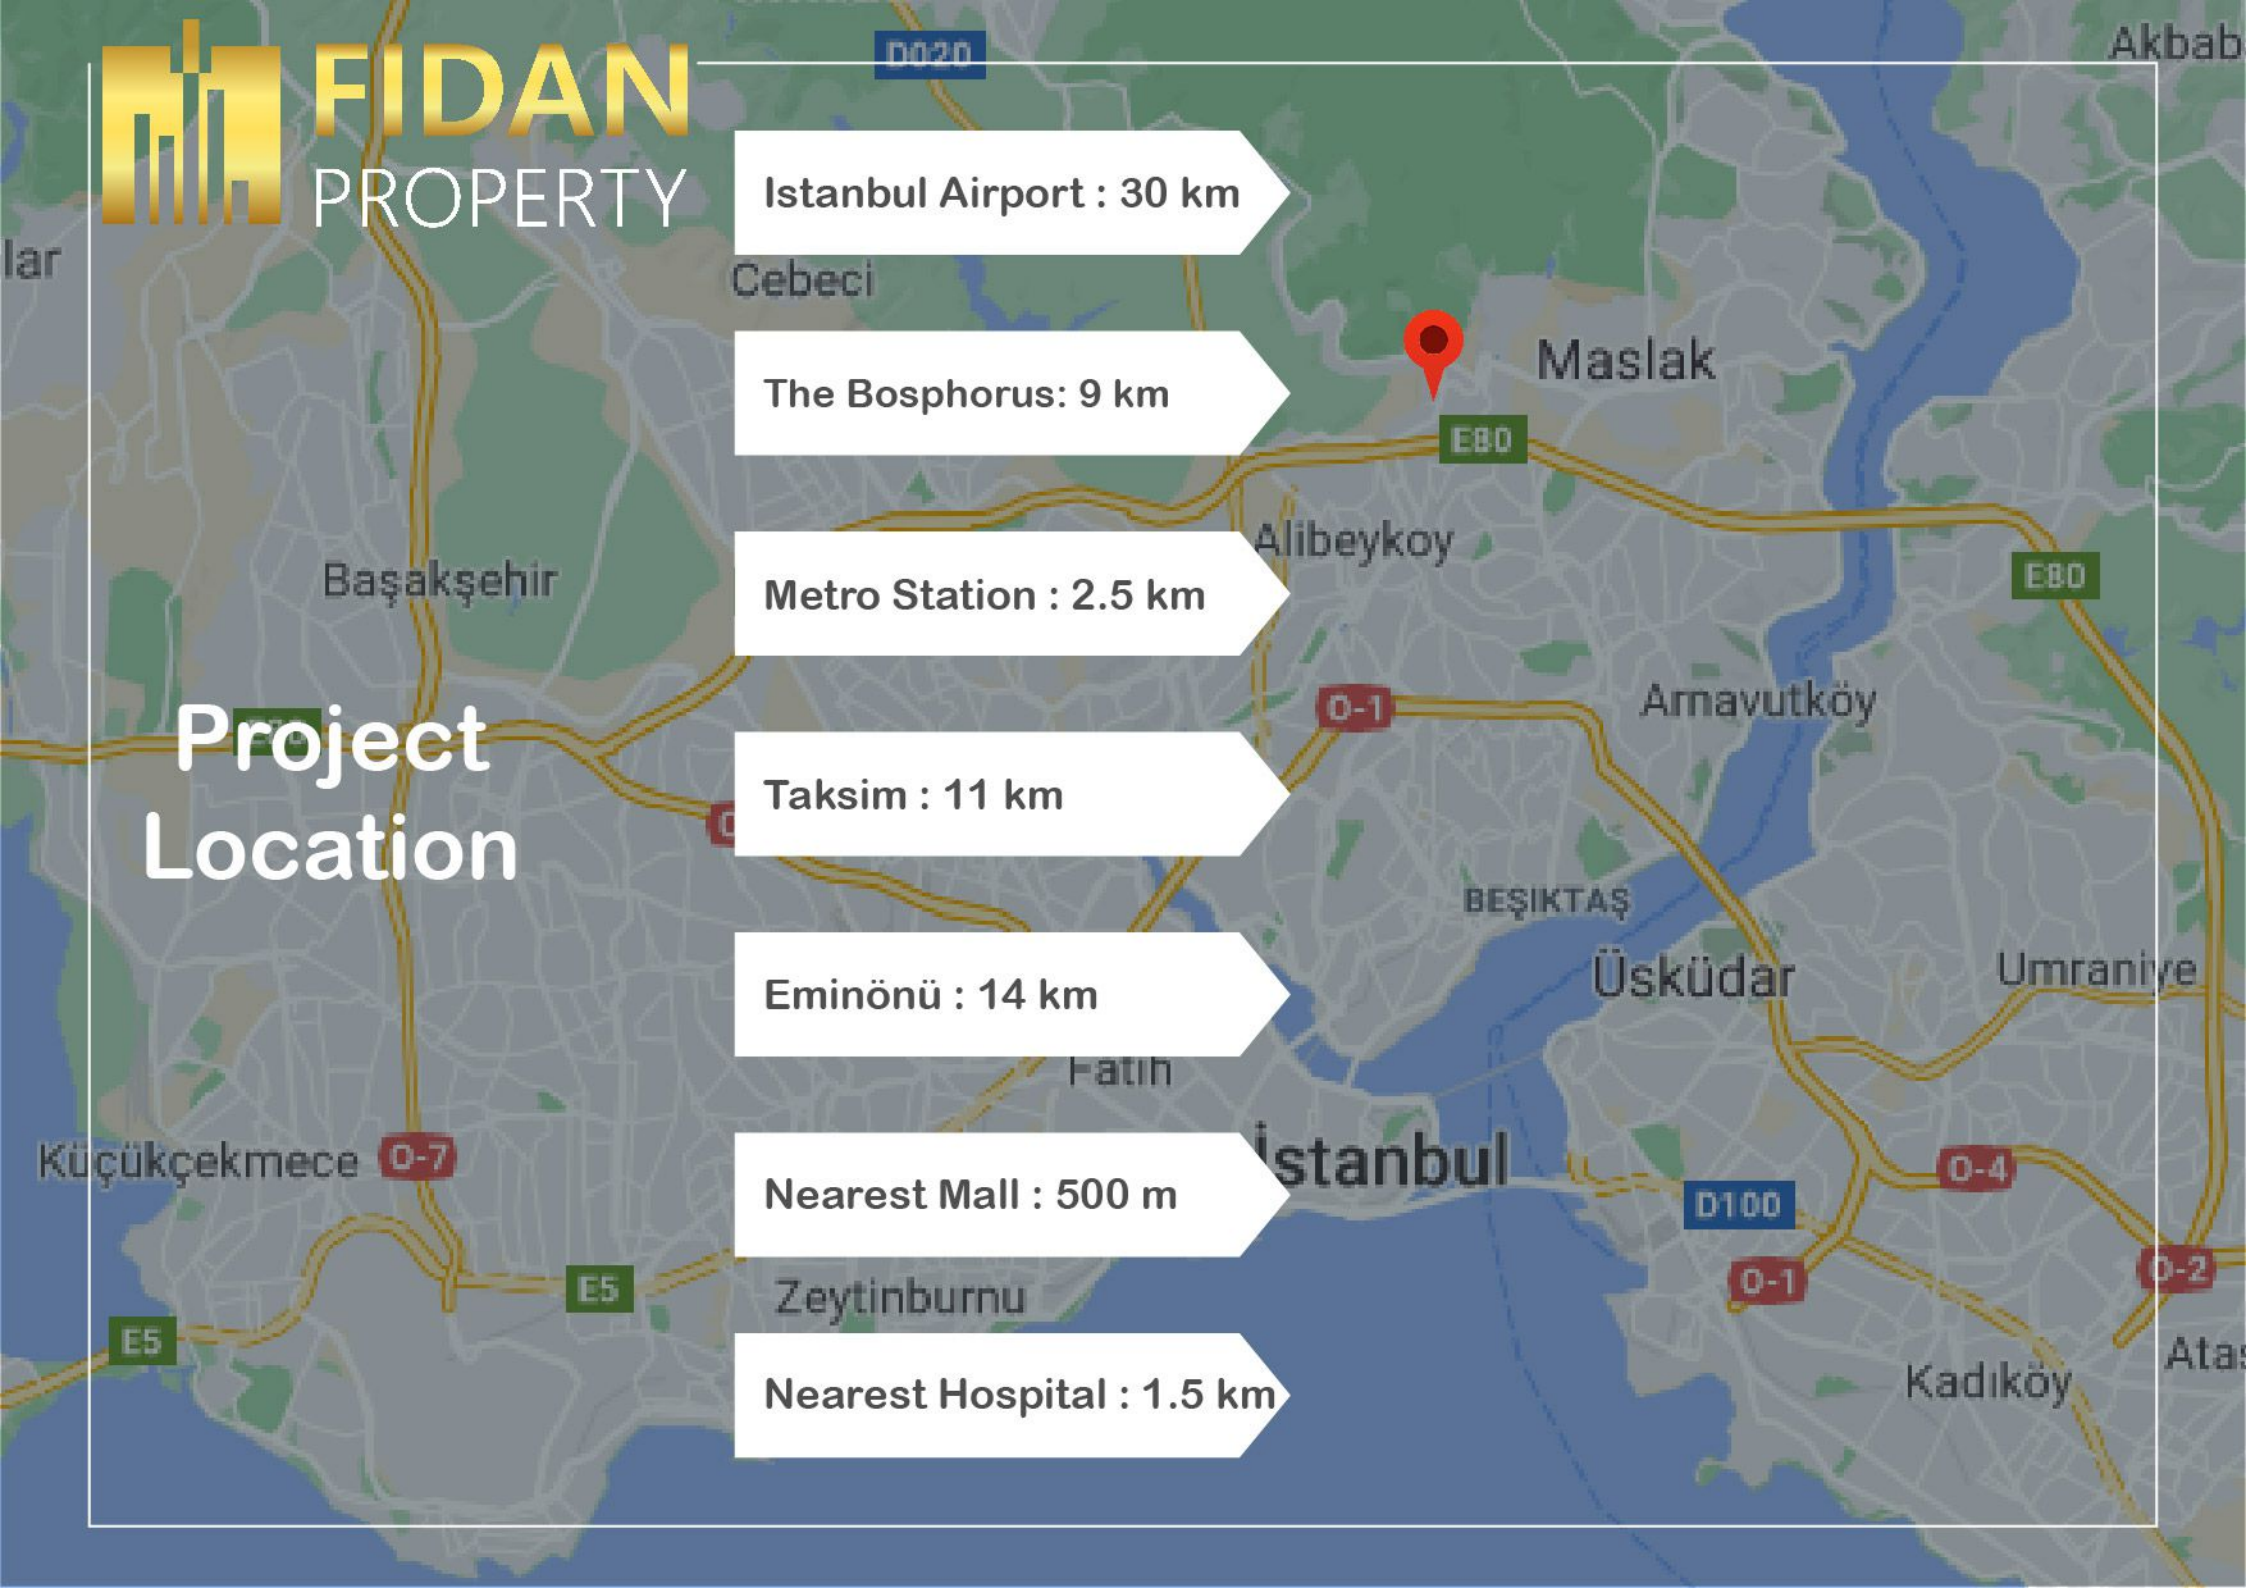 FIDAN
PROPERTY
D020
Akbab
Istanbul Airport : 30 km
lar
Cebeci
Maslak
The Bosphorus: 9 km
E80
Alibeykoy
Başakşehir
E80
Metro Station : 2.5 km
Project
Location
O-1
Arnavutköy
Taksim : 11 km
BEŞIKTAŞ
Üsküdar
Umraniye
Eminönü : 14 km
Fatih
Küçükçekmece
O-7
İstanbul
O-4
Nearest Mall : 500 m
D100
O-1
O-2
E5
Zeytinburnu
E5
Atas
Kadıköy
Nearest Hospital : 1.5 km